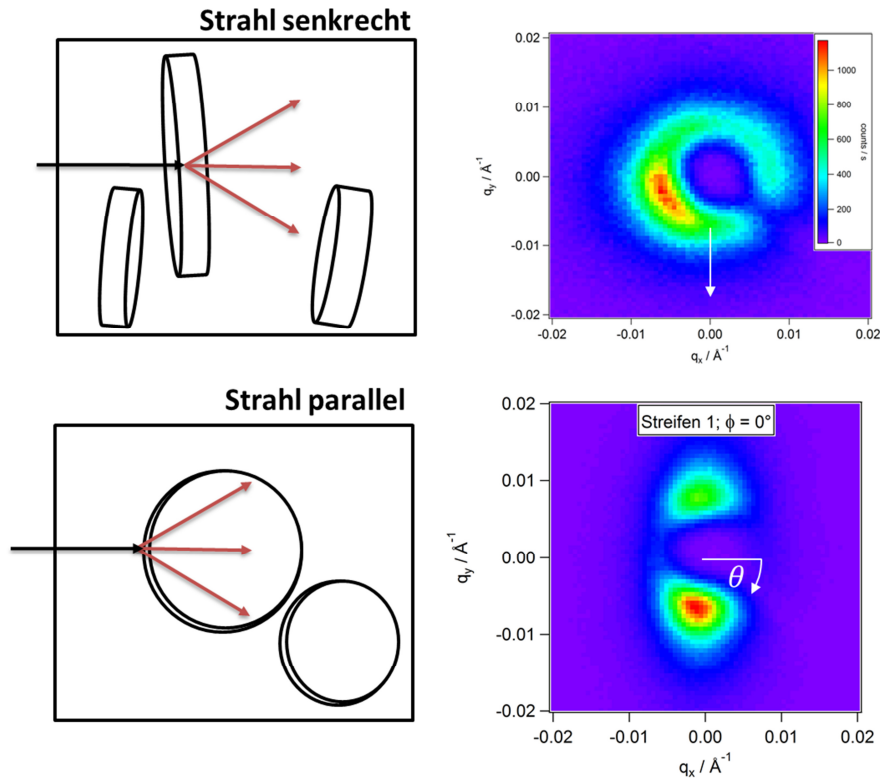 Strahl senkrecht
0.02
0.01
0.00
-0.01
-0.02
-0.02
-0.01
0.00
0.01
0.02
q_y / Å⁻¹
q_x / Å⁻¹
1000
800
600
400
200
0
counts / s
Strahl parallel
Streifen 1; ϕ = 0°
0.02
0.01
0.00
-0.01
-0.02
-0.02
-0.01
0.00
0.01
0.02
q_y / Å⁻¹
q_x / Å⁻¹
θ